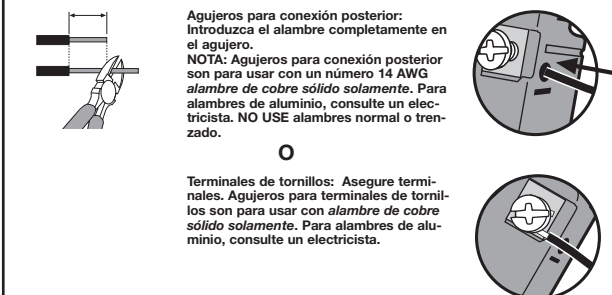 Agujeros para conexión posterior:
Introduzca el alambre completamente en
el agujero.
NOTA: Agujeros para conexión posterior
son para usar con un número 14 AWG
alambre de cobre sólido solamente. Para
alambres de aluminio, consulte un elec-
tricista. NO USE alambres normal o tren-
zado.
O
Terminales de tornillos: Asegure termi-
nales. Agujeros para terminales de tornil-
los son para usar con alambre de cobre
sólido solamente. Para alambres de alu-
minio, consulte un electricista.